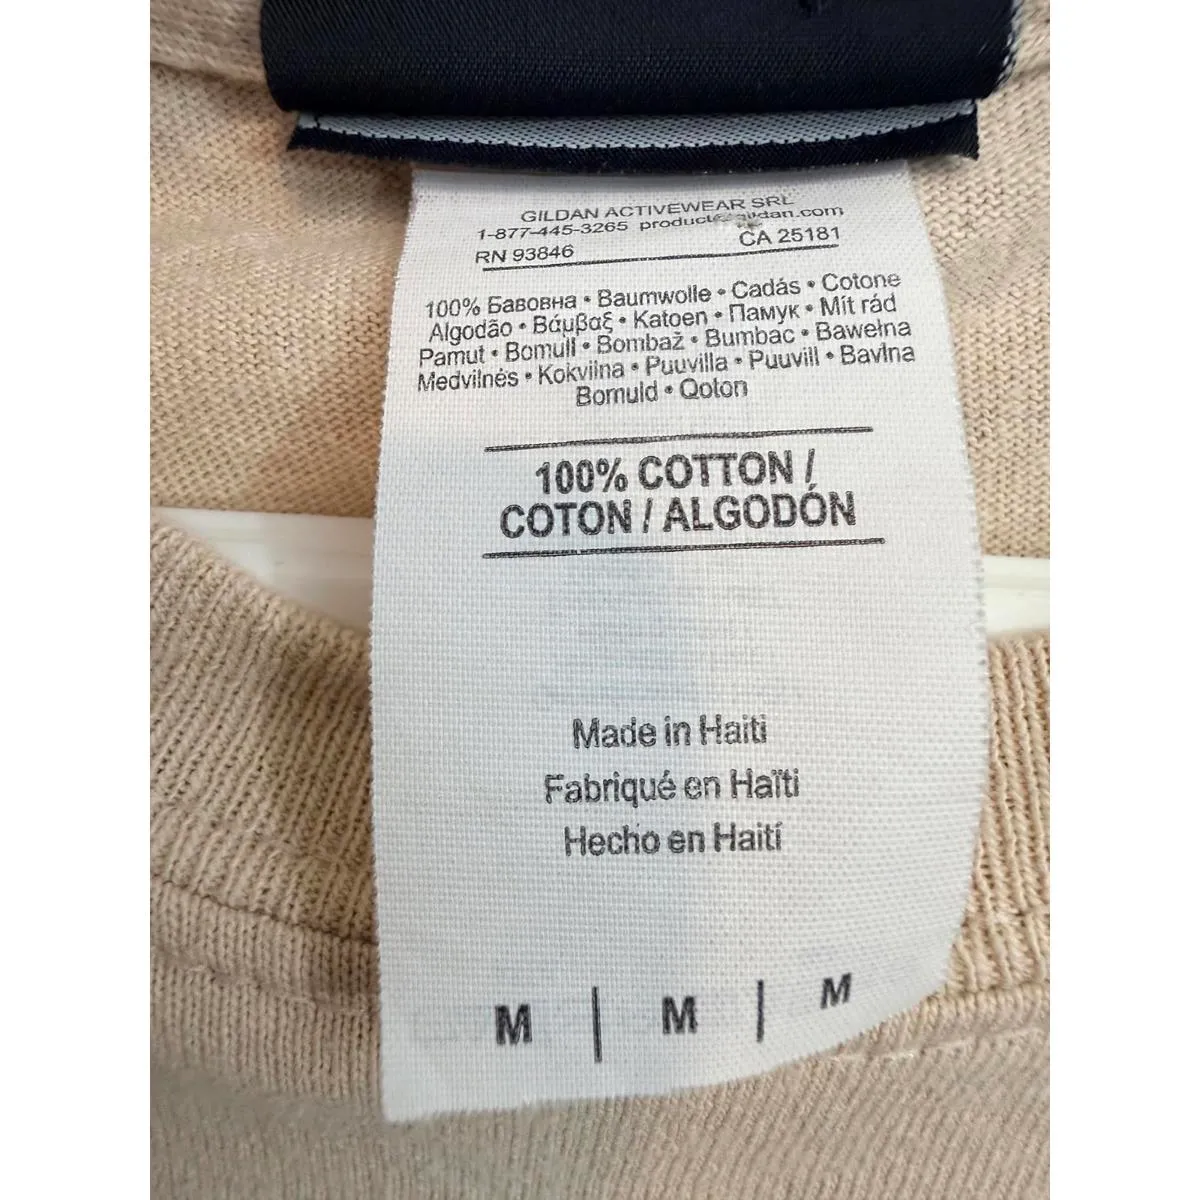 GILDAN ACTIVEWEAR SRL
1-877-445-3265
RN 93846 CA 25181
100% Бавовна • Baumwolle • Cadás • Cotone
Algodão • Βάμβαξ • Katoen • Памук • Mít rád
Pamut • Bomull • Bombaž • Bumbac • Bawełna
Medvilnės • Kokvilna • Puuvilla • Puuvill • Bavlna
Bomuld • Qoton
100% COTTON /
COTON / ALGODÓN
Made in Haiti
Fabriqué en Haïti
Hecho en Haití
M | M | M